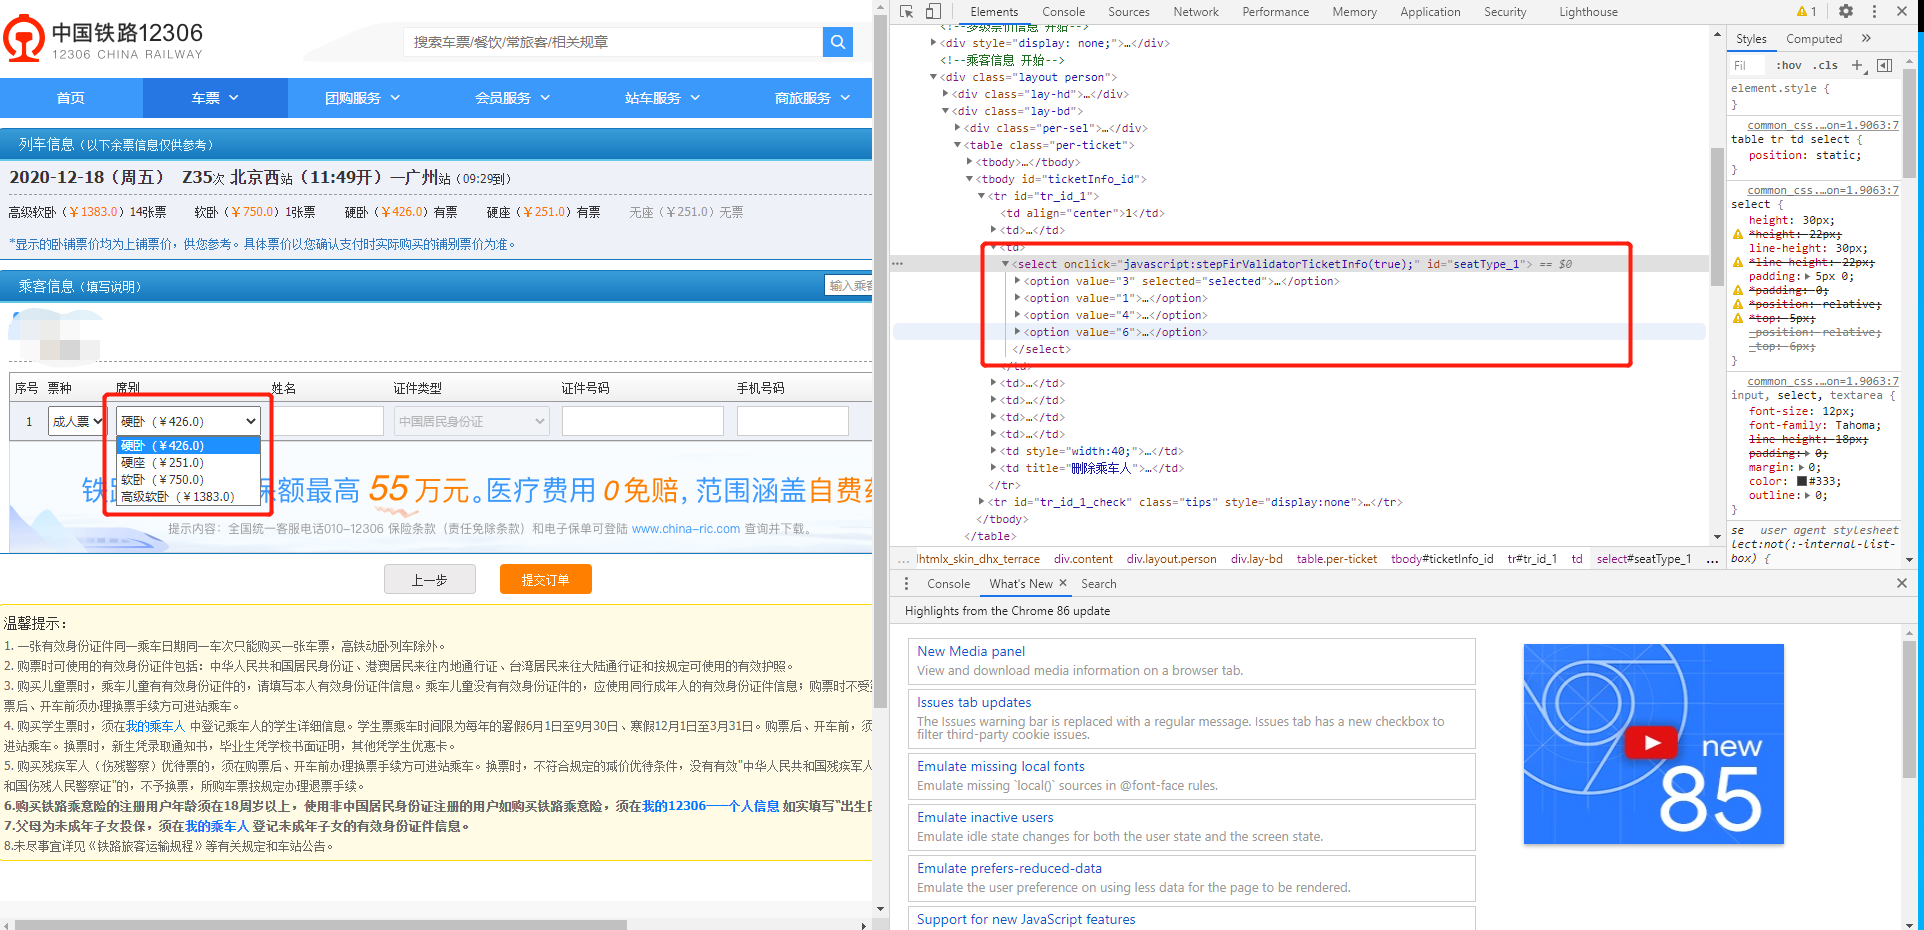 中国铁路12306
12306 CHINA RAILWAY
搜索车票/餐饮/常旅客/相关规章
首页 车票 团购服务 会员服务 站车服务 商旅服务
列车信息（以下余票信息仅供参考）
2020-12-18（周五） Z35次 北京西站（11:49开）—广州站（09:29到）
高级软卧（￥1383.0）14张票 软卧（￥750.0）1张票 硬卧（￥426.0）有票 硬座（￥251.0）有票 无座（￥251.0）无票
*显示的卧铺票价均为上铺票价，供您参考。具体票价以您确认支付时实际购买的铺别票价为准。
乘客信息（填写说明）
输入乘客
序号 票种 席别 姓名 证件类型 证件号码 手机号码
1 成人票 硬卧（￥426.0） 中国居民身份证
硬卧（￥426.0）
硬座（￥251.0）
软卧（￥750.0）
高级软卧（￥1383.0）
铁 保额最高 55 万元。医疗费用 0 免赔，范围涵盖自费药
提示内容：全国统一客服电话010-12306 保险条款（责任免除条款）和电子保单可登陆 www.china-ric.com 查询并下载。
上一步 提交订单
温馨提示：
1. 一张有效身份证件同一乘车日期同一车次只能购买一张车票，高铁动卧列车除外。
2. 购票时可使用的有效身份证件包括：中华人民共和国居民身份证、港澳居民来往内地通行证、台湾居民来往大陆通行证和按规定可使用的有效护照。
3. 购买儿童票时，乘车儿童有有效身份证件的，请填写本人有效身份证件信息。乘车儿童没有有效身份证件的，应使用同行成年人的有效身份证件信息；购票时不受
票后、开车前须办理换票手续方可进站乘车。
4. 购买学生票时，须在我的乘车人 中登记乘车人的学生详细信息。学生票乘车时间限为每年的暑假6月1日至9月30日、寒假12月1日至3月31日。购票后、开车前，须
进站乘车。换票时，新生凭录取通知书，毕业生凭学校书面证明，其他凭学生优惠卡。
5. 购买残疾军人（伤残警察）优待票的，须在购票后、开车前办理换票手续方可进站乘车。换票时，不符合规定的减价优待条件，没有有效"中华人民共和国残疾军人
和国伤残人民警察证"的，不予换票，所购车票按规定办理退票手续。
6.购买铁路乘意险的注册用户年龄须在18周岁以上，使用非中国居民身份证注册的用户如购买铁路乘意险，须在我的12306——个人信息 如实填写"出生日
7.父母为未成年子女投保，须在我的乘车人 登记未成年子女的有效身份证件信息。
8.未尽事宜详见《铁路旅客运输规程》等有关规定和车站公告。
Elements Console Sources Network Performance Memory Application Security Lighthouse 1
<!--多级票价信息 开始-->
<div style="display: none;">…</div>
<!--乘客信息 开始-->
<div class="layout person">
<div class="lay-hd">…</div>
<div class="lay-bd">
<div class="per-sel">…</div>
<table class="per-ticket">
<tbody>…</tbody>
<tbody id="ticketInfo_id">
<tr id="tr_id_1">
<td align="center">1</td>
<td>…</td>
<td>
<select onclick="javascript:stepFirValidatorTicketInfo(true);" id="seatType_1"> == $0
<option value="3" selected="selected">…</option>
<option value="1">…</option>
<option value="4">…</option>
<option value="6">…</option>
</select>
</td>
<td>…</td>
<td>…</td>
<td>…</td>
<td>…</td>
<td style="width:40;">…</td>
<td title="删除乘车人">…</td>
</tr>
<tr id="tr_id_1_check" class="tips" style="display:none">…</tr>
</tbody>
</table>
... lhtmlx_skin_dhx_terrace div.content div.layout.person div.lay-bd table.per-ticket tbody#ticketInfo_id tr#tr_id_1 td select#seatType_1 ...
Styles Computed »
Fil :hov .cls +
element.style {
}
common_css.…on=1.9063:7
table tr td select {
position: static;
}
common_css.…on=1.9063:7
select {
height: 30px;
*height: 22px;
line-height: 30px;
*line-height: 22px;
padding: 5px 0;
*padding: 0;
*position: relative;
*top: 5px;
_position: relative;
_top: 6px;
}
common_css.…on=1.9063:7
input, select, textarea {
font-size: 12px;
font-family: Tahoma;
line-height: 18px;
padding: 0;
margin: 0;
color: #333;
outline: 0;
}
se user agent stylesheet
lect:not(:-internal-list-
box) {
Console What's New Search
Highlights from the Chrome 86 update
New Media panel
View and download media information on a browser tab.
Issues tab updates
The Issues warning bar is replaced with a regular message. Issues tab has a new checkbox to
filter third-party cookie issues.
Emulate missing local fonts
Emulate missing `local()` sources in @font-face rules.
Emulate inactive users
Emulate idle state changes for both the user state and the screen state.
Emulate prefers-reduced-data
Emulate the user preference on using less data for the page to be rendered.
Support for new JavaScript features
new
85